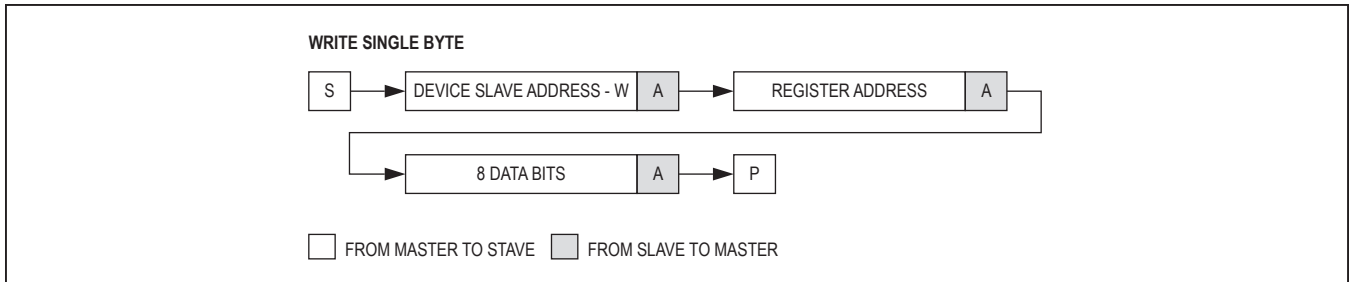 WRITE SINGLE BYTE
S DEVICE SLAVE ADDRESS - W A REGISTER ADDRESS A
8 DATA BITS A P
FROM MASTER TO STAVE FROM SLAVE TO MASTER